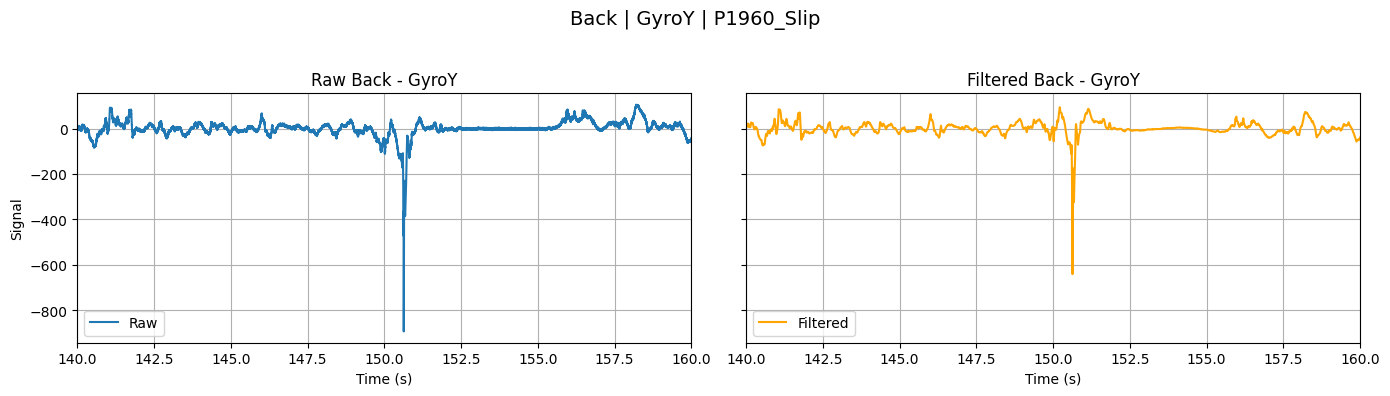 Back | GyroY | P1960_Slip
Raw Back - GyroY
Signal
0
−200
−400
−600
−800
Raw
140.0 142.5 145.0 147.5 150.0 152.5 155.0 157.5 160.0
Time (s)
Filtered Back - GyroY
Filtered
140.0 142.5 145.0 147.5 150.0 152.5 155.0 157.5 160.0
Time (s)